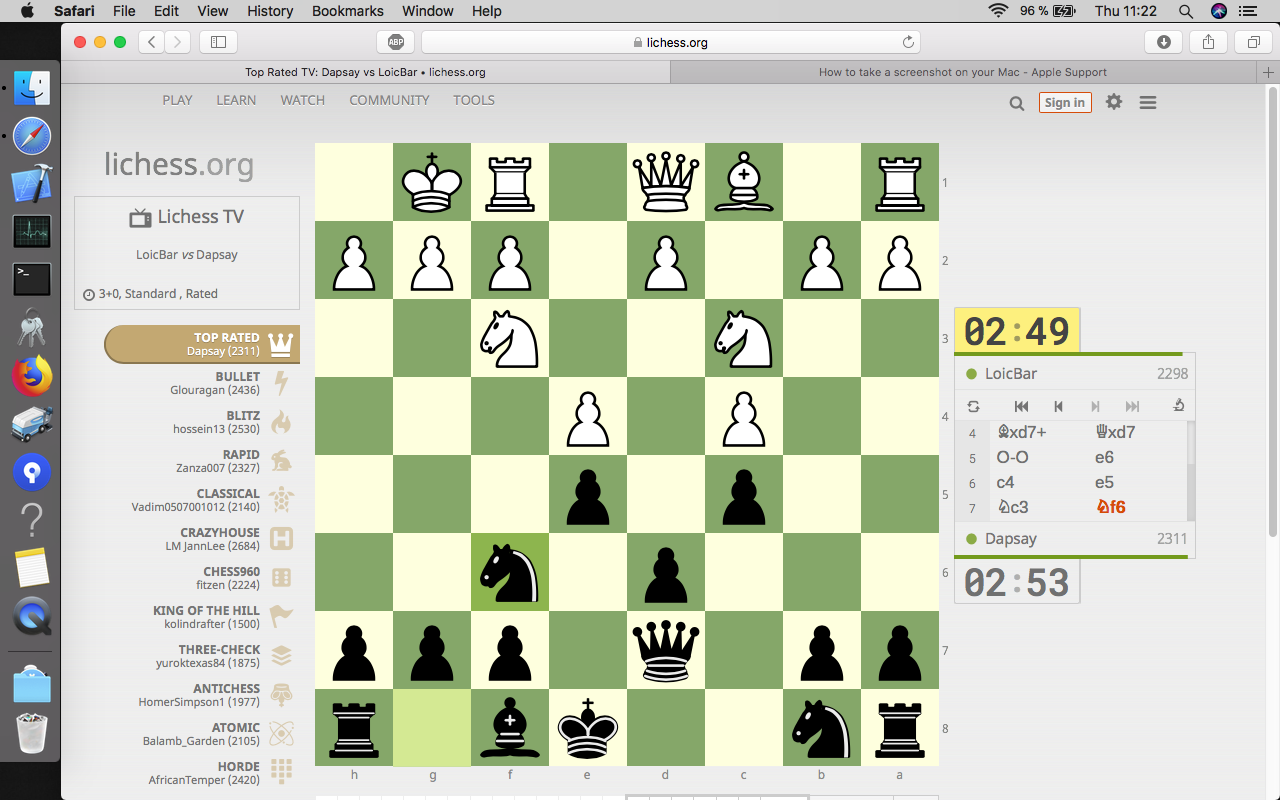 Safari File Edit View History Bookmarks Window Help 96 % Thu 11:22
ABP lichess.org
Top Rated TV: Dapsay vs LoicBar • lichess.org How to take a screenshot on your Mac - Apple Support
PLAY LEARN WATCH COMMUNITY TOOLS Sign in
lichess.org
Lichess TV
LoicBar vs Dapsay
3+0, Standard , Rated
TOP RATED
Dapsay (2311)
BULLET
Glouragan (2436)
BLITZ
hossein13 (2530)
RAPID
Zanza007 (2327)
CLASSICAL
Vadim0507001012 (2140)
CRAZYHOUSE
LM JannLee (2684)
CHESS960
fitzen (2224)
KING OF THE HILL
kolindrafter (1500)
THREE-CHECK
yuroktexas84 (1875)
ANTICHESS
HomerSimpson1 (1977)
ATOMIC
Balamb_Garden (2105)
HORDE
AfricanTemper (2420)
1
2
3
4
5
6
7
8
h g f e d c b a
02:49
LoicBar 2298
4 ♗xd7+ ♕xd7
5 O-O e6
6 c4 e5
7 ♘c3 ♘f6
Dapsay 2311
02:53